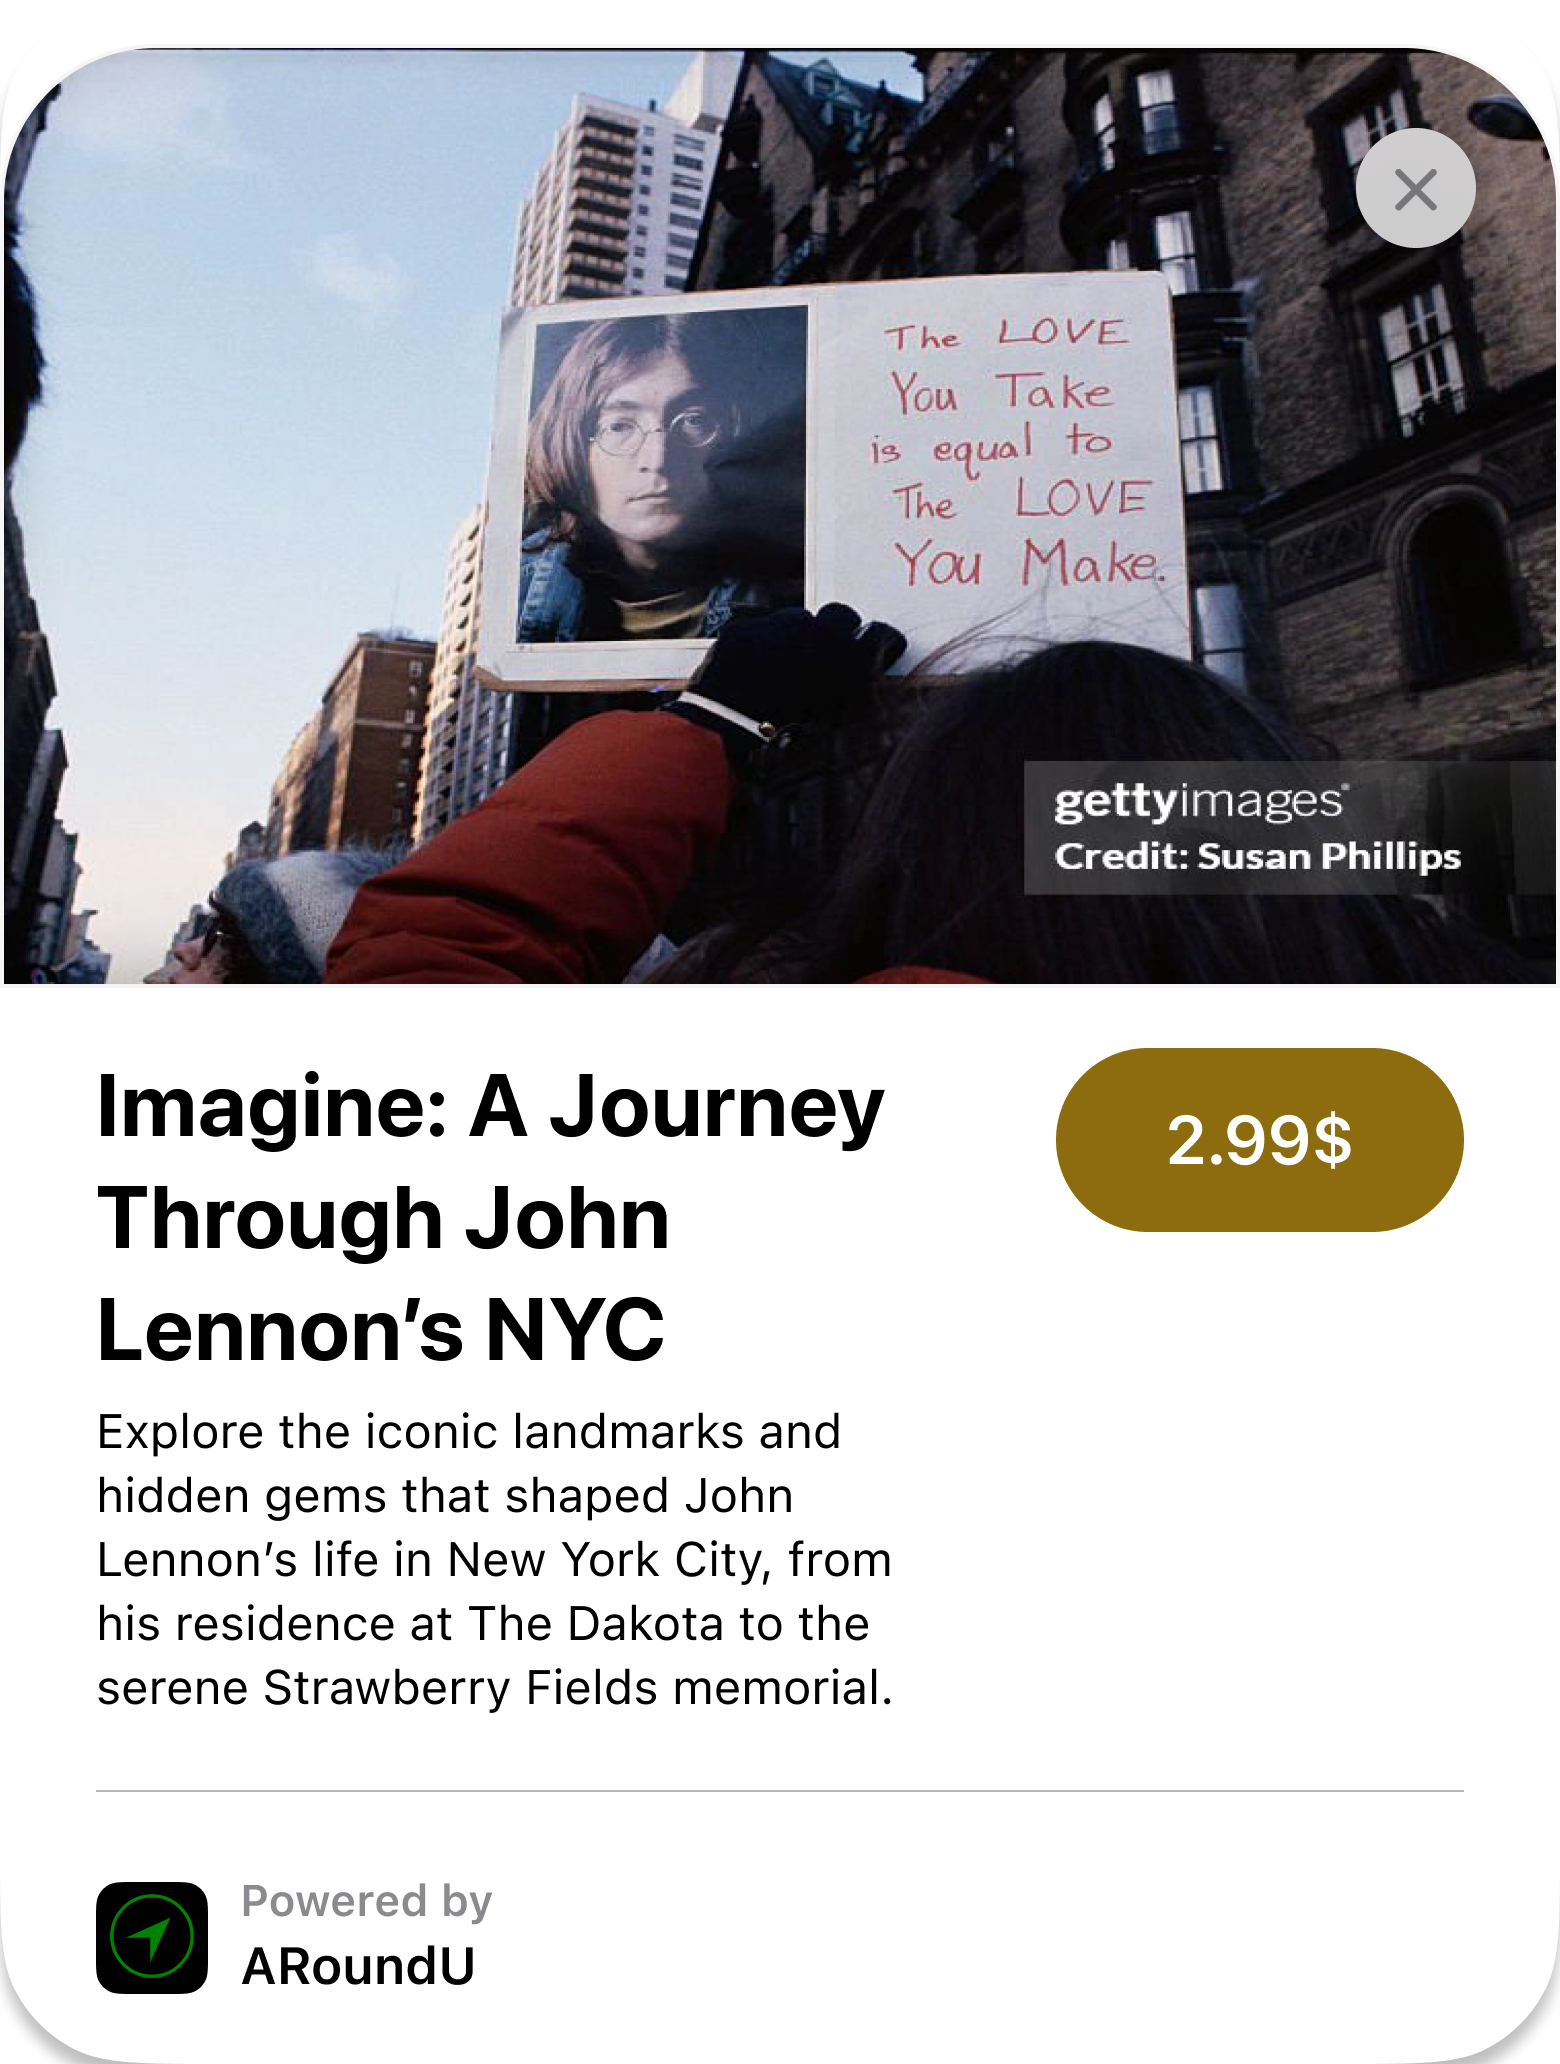 The LOVE
You Take
is equal to
The LOVE
You Make.
gettyimages®
Credit: Susan Phillips
Imagine: A Journey
Through John
Lennon’s NYC
2.99$
Explore the iconic landmarks and
hidden gems that shaped John
Lennon’s life in New York City, from
his residence at The Dakota to the
serene Strawberry Fields memorial.
Powered by
ARoundU